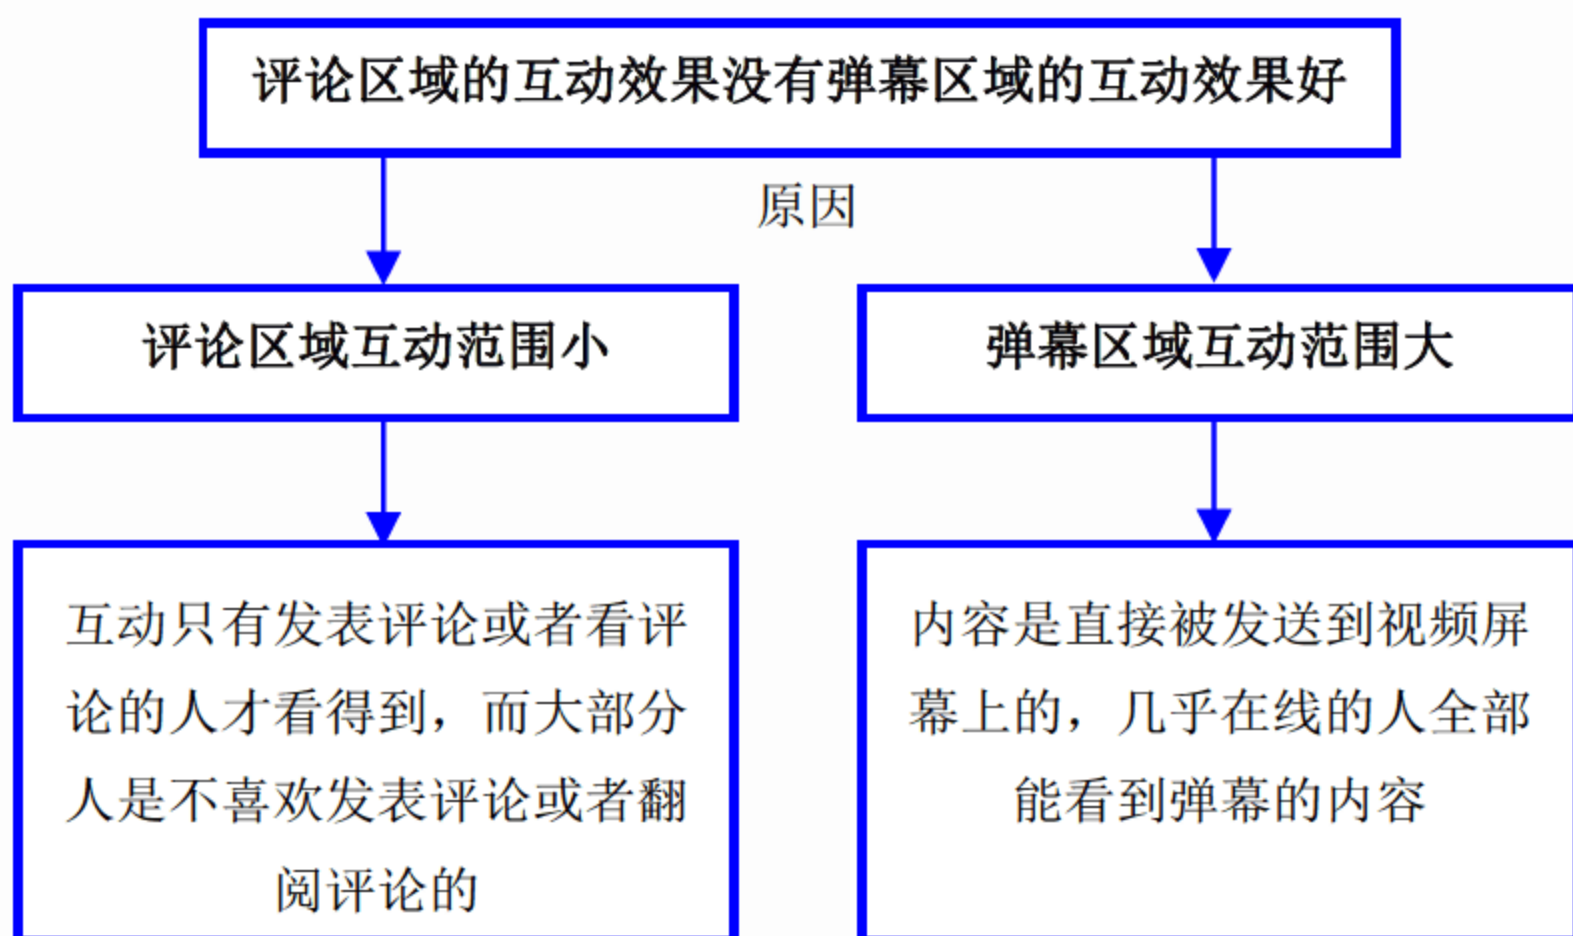 评论区域的互动效果没有弹幕区域的互动效果好
原因
评论区域互动范围小
弹幕区域互动范围大
互动只有发表评论或者看评
论的人才看得到，而大部分
人是不喜欢发表评论或者翻
阅评论的
内容是直接被发送到视频屏
幕上的，几乎在线的人全部
能看到弹幕的内容